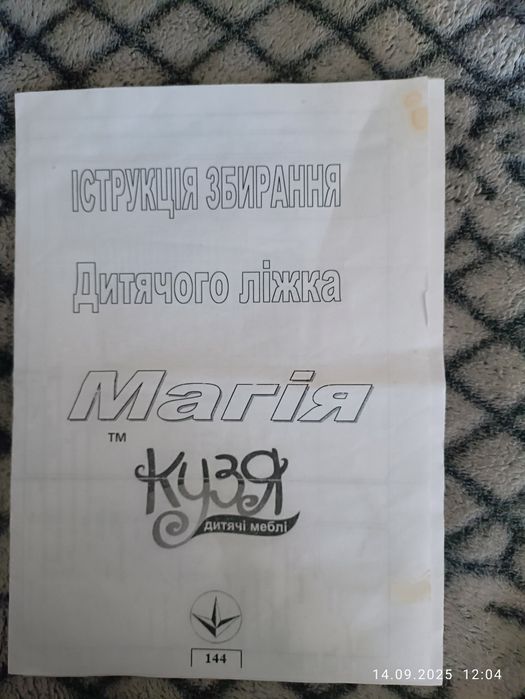 ІСТРУКЦІЯ ЗБИРАННЯ
Дитячого ліжка
Магія
TM
Кузя
дитячі меблі
144
14.09.2025 12:04